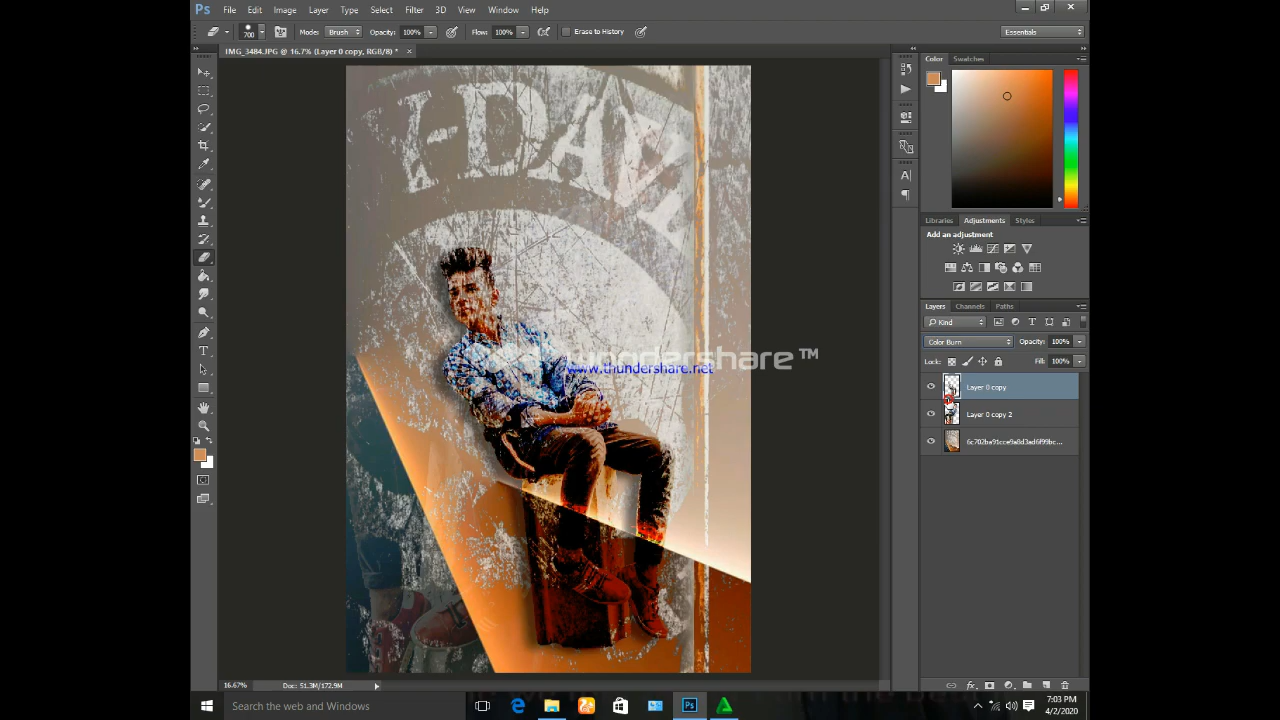 Ps File Edit Image Layer Type Select Filter 3D View Window Help
700 Mode: Brush Opacity: 100% Flow: 100% Erase to History Essentials
IMG_3484.JPG @ 16.7% (Layer 0 copy, RGB/8) * ×
Color Swatches
I-DAY
Libraries Adjustments Styles
Add an adjustment
Layers Channels Paths
Kind
Color Burn Opacity: 100%
Lock: Fill: 100%
wundershare™
www.thundershare.net
Layer 0 copy
Layer 0 copy 2
16.67% Doc: 51.3M/172.9M
Search the web and Windows
7:03 PM
4/2/2020